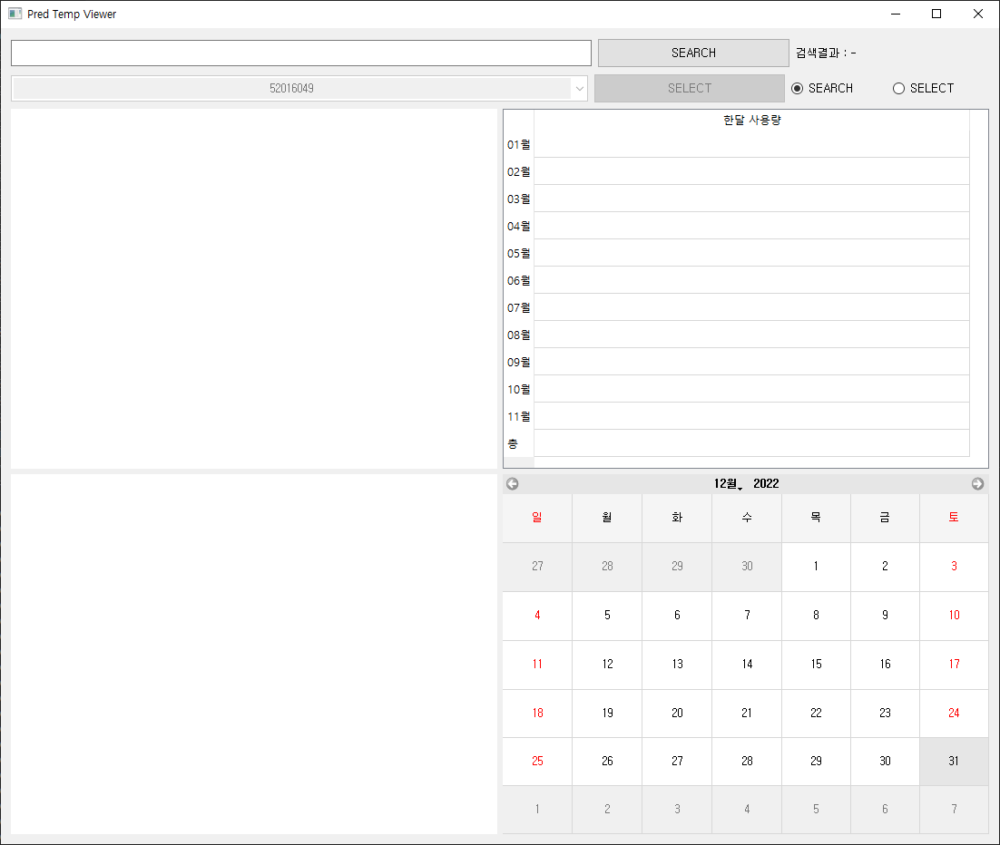 Pred Temp Viewer
SEARCH 검색결과 : -
52016049 SELECT SEARCH SELECT
한달 사용량
01월
02월
03월
04월
05월
06월
07월
08월
09월
10월
11월
총
12월 2022
일 월 화 수 목 금 토
27 28 29 30 1 2 3
4 5 6 7 8 9 10
11 12 13 14 15 16 17
18 19 20 21 22 23 24
25 26 27 28 29 30 31
1 2 3 4 5 6 7